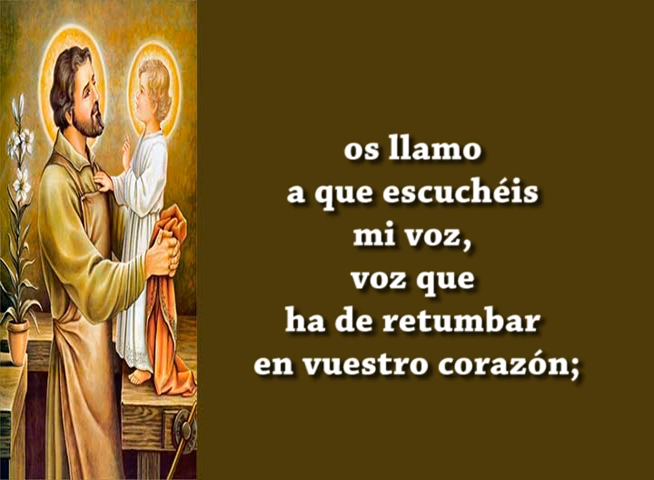 os llamo
a que escuchéis
mi voz,
voz que
ha de retumbar
en vuestro corazón;